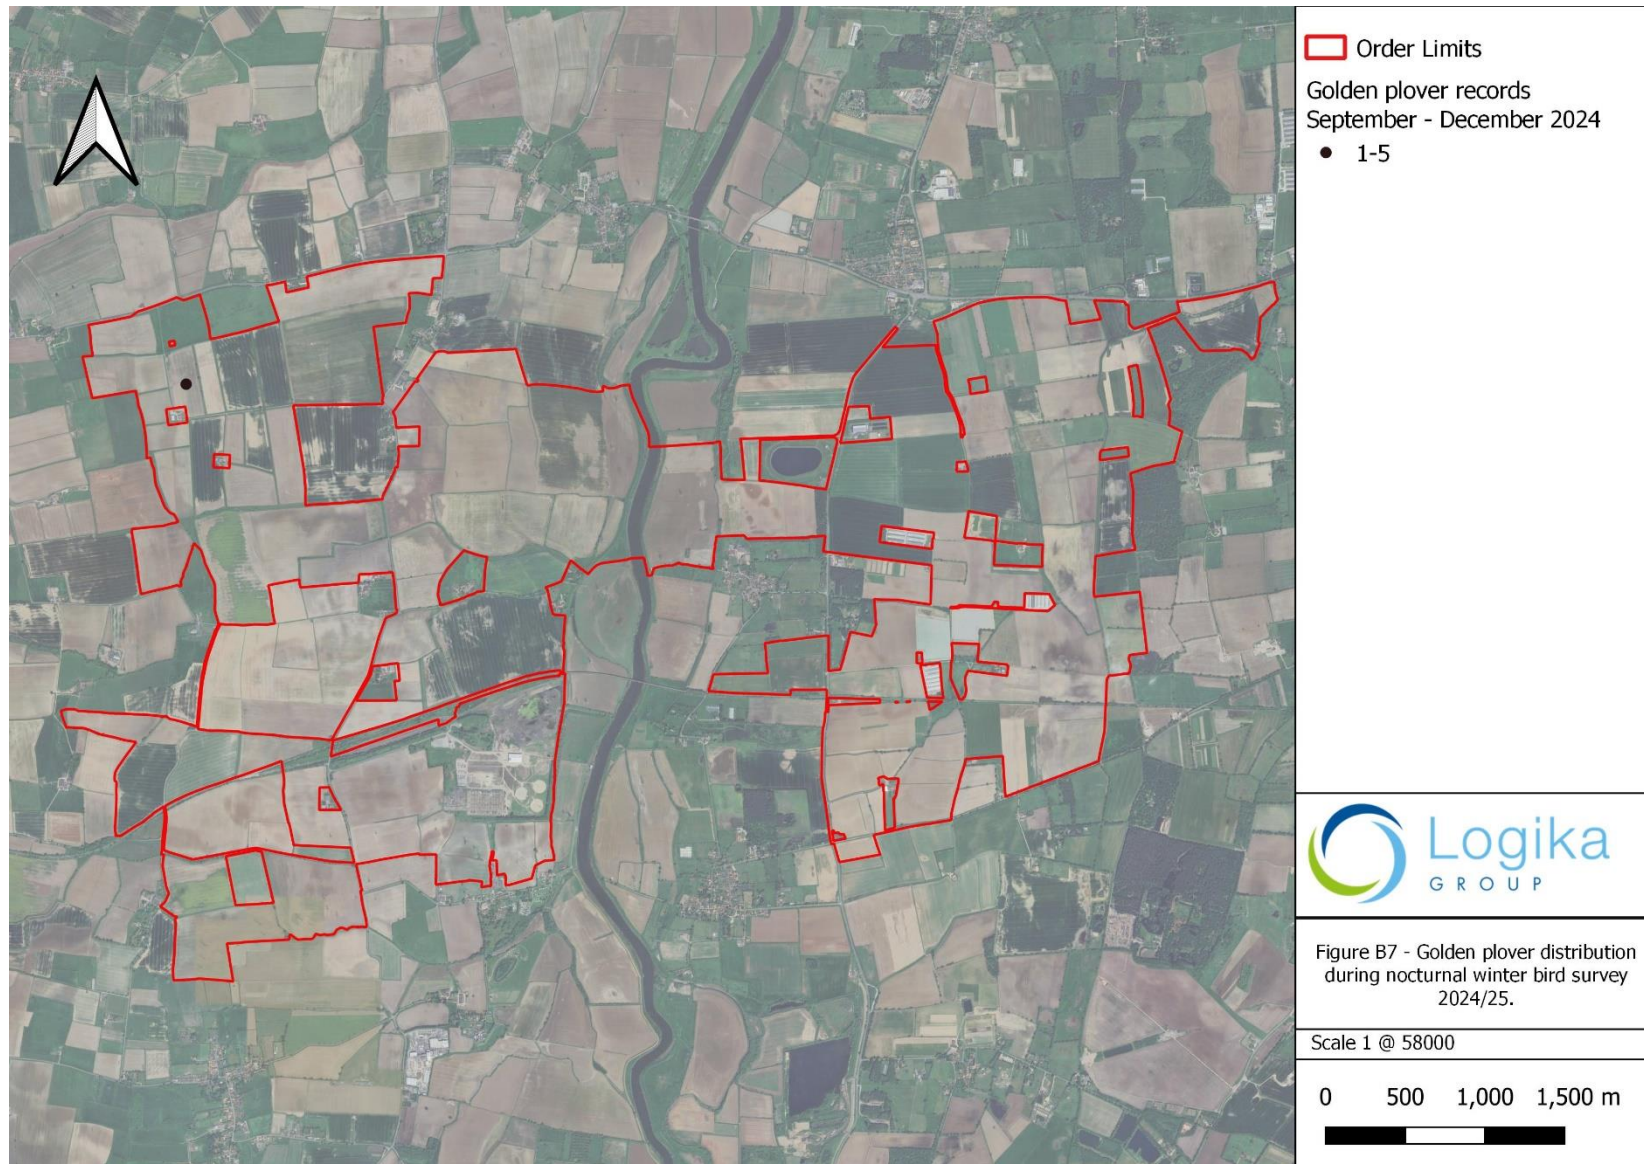 Order Limits
Golden plover records
September - December 2024
1-5
Logika
GROUP
Figure B7 - Golden plover distribution
during nocturnal winter bird survey
2024/25.
Scale 1 @ 58000
0 500 1,000 1,500 m